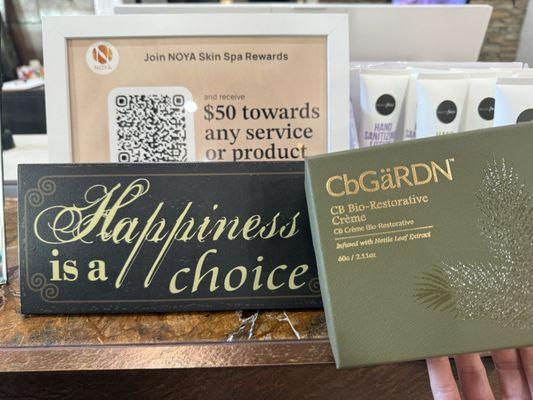 NOYA
Join NOYA Skin Spa Rewards
and receive
$50 towards
any service
or product
HAND
SANITIZING
Happiness
is a choice
CbGäRDN™
CB Bio-Restorative
Crème
CB Crème Bio-Restorative
Infused with Nettle Leaf Extract
60g / 2.11oz